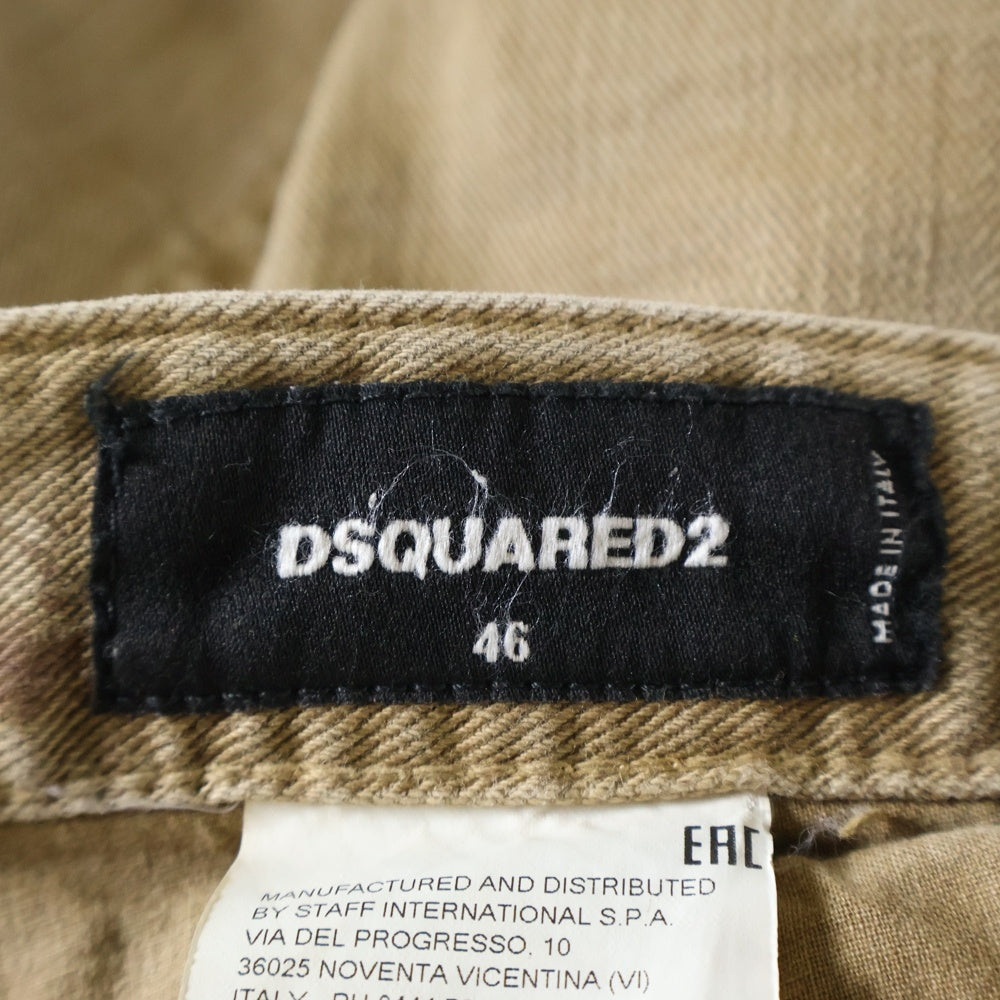 DSQUARED2
46
MADE IN ITALY
EAC
MANUFACTURED AND DISTRIBUTED
BY STAFF INTERNATIONAL S.P.A.
VIA DEL PROGRESSO. 10
36025 NOVENTA VICENTINA (VI)
ITALY